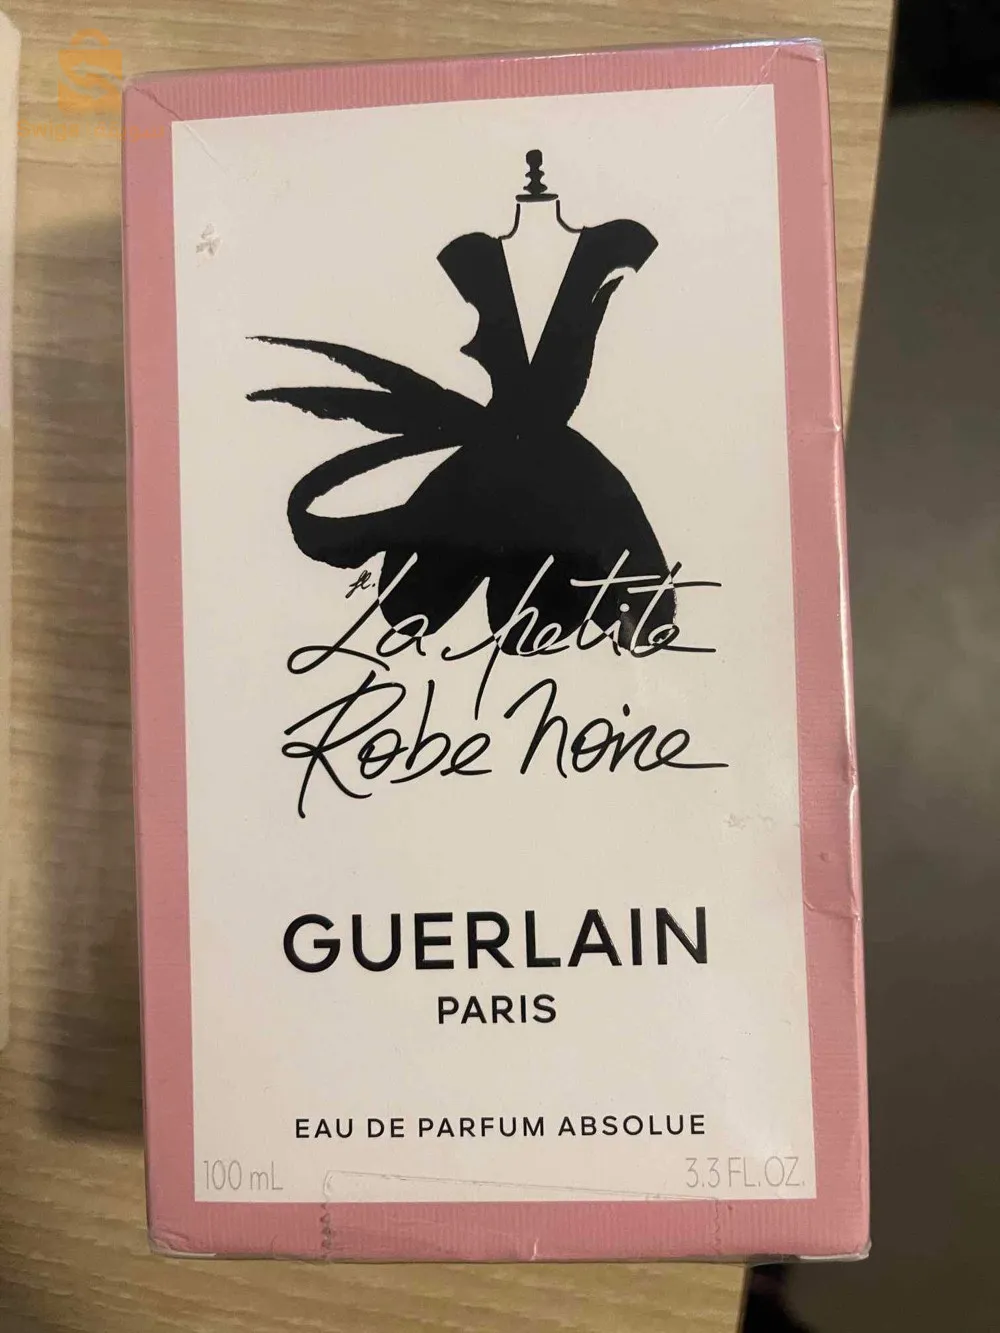 La petite
Robe noire
GUERLAIN
PARIS
EAU DE PARFUM ABSOLUE
100 mL
3.3 FL.OZ.